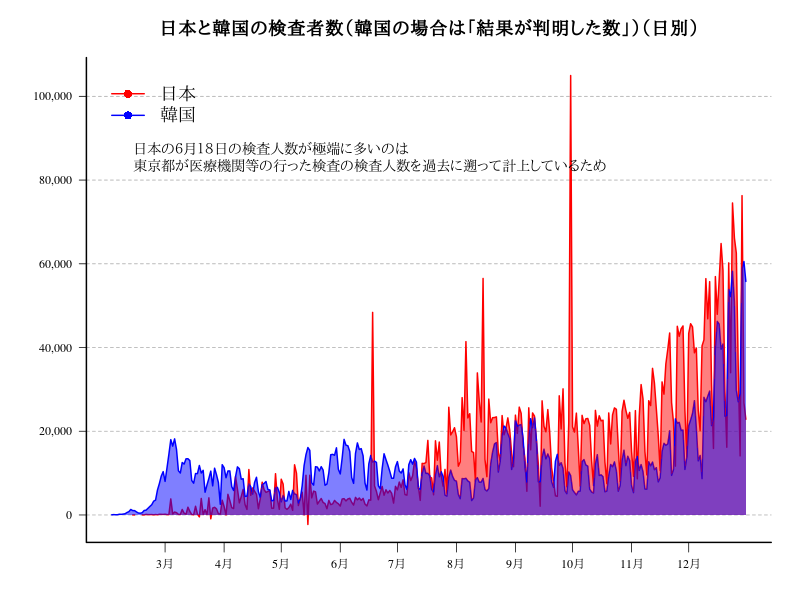 日本と韓国の検査者数(韓国の場合は「結果が判明した数」)(日別)
日本
韓国
日本の6月18日の検査人数が極端に多いのは
東京都が医療機関等の行った検査の検査人数を過去に遡って計上しているため
100,000
80,000
60,000
40,000
20,000
0
3月 4月 5月 6月 7月 8月 9月 10月 11月 12月